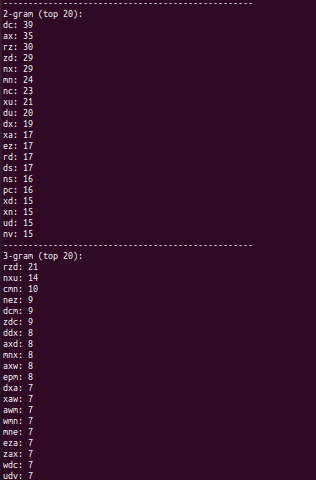 --------------------------------------------------
2-gram (top 20):
dc: 39
ax: 35
rz: 30
zd: 29
nx: 29
mn: 24
nc: 23
xu: 21
du: 20
dx: 19
xa: 17
ez: 17
rd: 17
ds: 17
ns: 16
pc: 16
xd: 15
xn: 15
ud: 15
nv: 15
--------------------------------------------------
3-gram (top 20):
rzd: 21
nxu: 14
cmn: 10
nez: 9
dcm: 9
zdc: 9
ddx: 8
axd: 8
mnx: 8
axw: 8
epm: 8
dxa: 7
xaw: 7
awm: 7
wmn: 7
mne: 7
eza: 7
zax: 7
wdc: 7
udv: 7